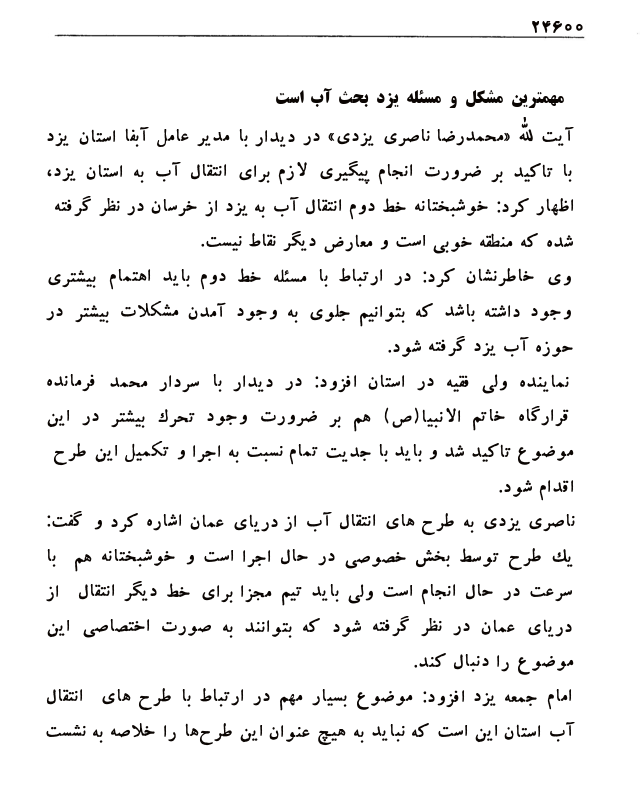 ۲۴۶۰۰
مهمترین مشکل و مسئله یزد بحث آب است
آیت الله «محمدرضا ناصری یزدی» در دیدار با مدیر عامل آبفا استان یزد
با تاکید بر ضرورت انجام پیگیری لازم برای انتقال آب به استان یزد،
اظهار کرد: خوشبختانه خط دوم انتقال آب به یزد از خرسان در نظر گرفته
شده که منطقه خوبی است و معارض دیگر نقاط نیست.
وی خاطرنشان کرد: در ارتباط با مسئله خط دوم باید اهتمام بیشتری
وجود داشته باشد که بتوانیم جلوی به وجود آمدن مشکلات بیشتر در
حوزه آب یزد گرفته شود.
نماینده ولی فقیه در استان افزود: در دیدار با سردار محمد فرمانده
قرارگاه خاتم الانبیا(ص) هم بر ضرورت وجود تحرك بیشتر در این
موضوع تاکید شد و باید با جدیت تمام نسبت به اجرا و تکمیل این طرح
اقدام شود.
ناصری یزدی به طرح های انتقال آب از دریای عمان اشاره کرد و گفت:
یك طرح توسط بخش خصوصی در حال اجرا است و خوشبختانه هم با
سرعت در حال انجام است ولی باید تیم مجزا برای خط دیگر انتقال از
دریای عمان در نظر گرفته شود که بتوانند به صورت اختصاصی این
موضوع را دنبال کند.
امام جمعه یزد افزود: موضوع بسیار مهم در ارتباط با طرح های انتقال
آب استان این است که نباید به هیچ عنوان این طرح‌ها را خلاصه به نشست